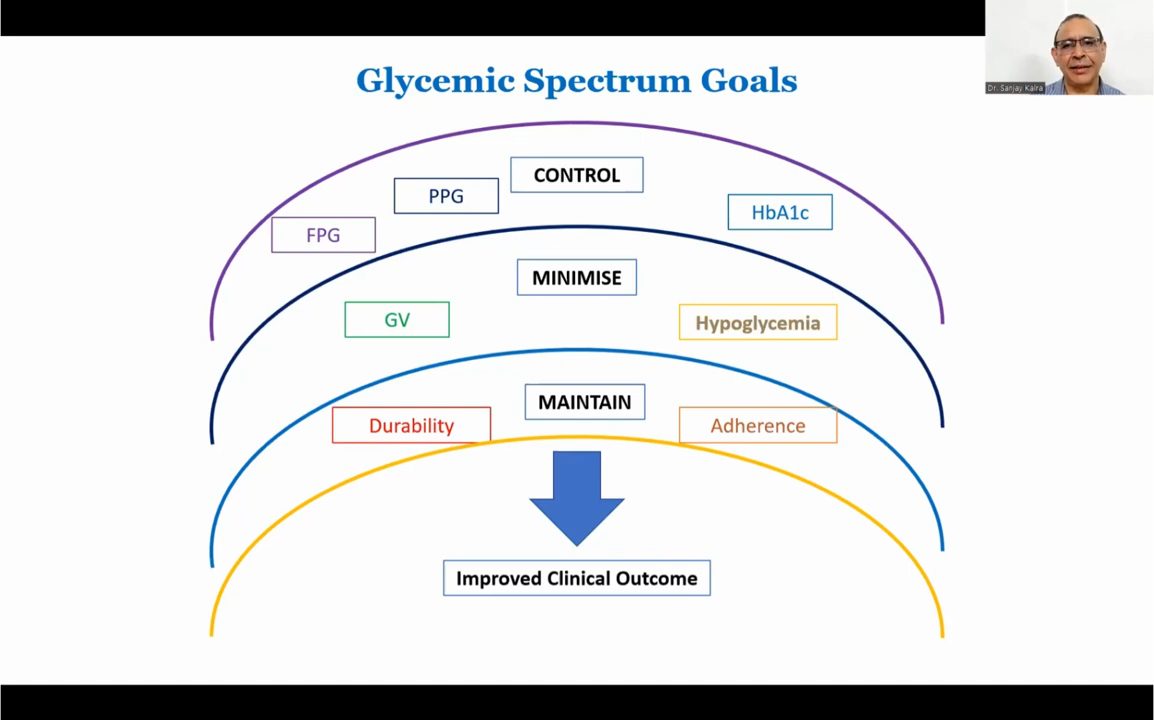 Glycemic Spectrum Goals
Dr. Sanjay Kalra
CONTROL
PPG
HbA1c
FPG
MINIMISE
GV
Hypoglycemia
MAINTAIN
Durability
Adherence
Improved Clinical Outcome